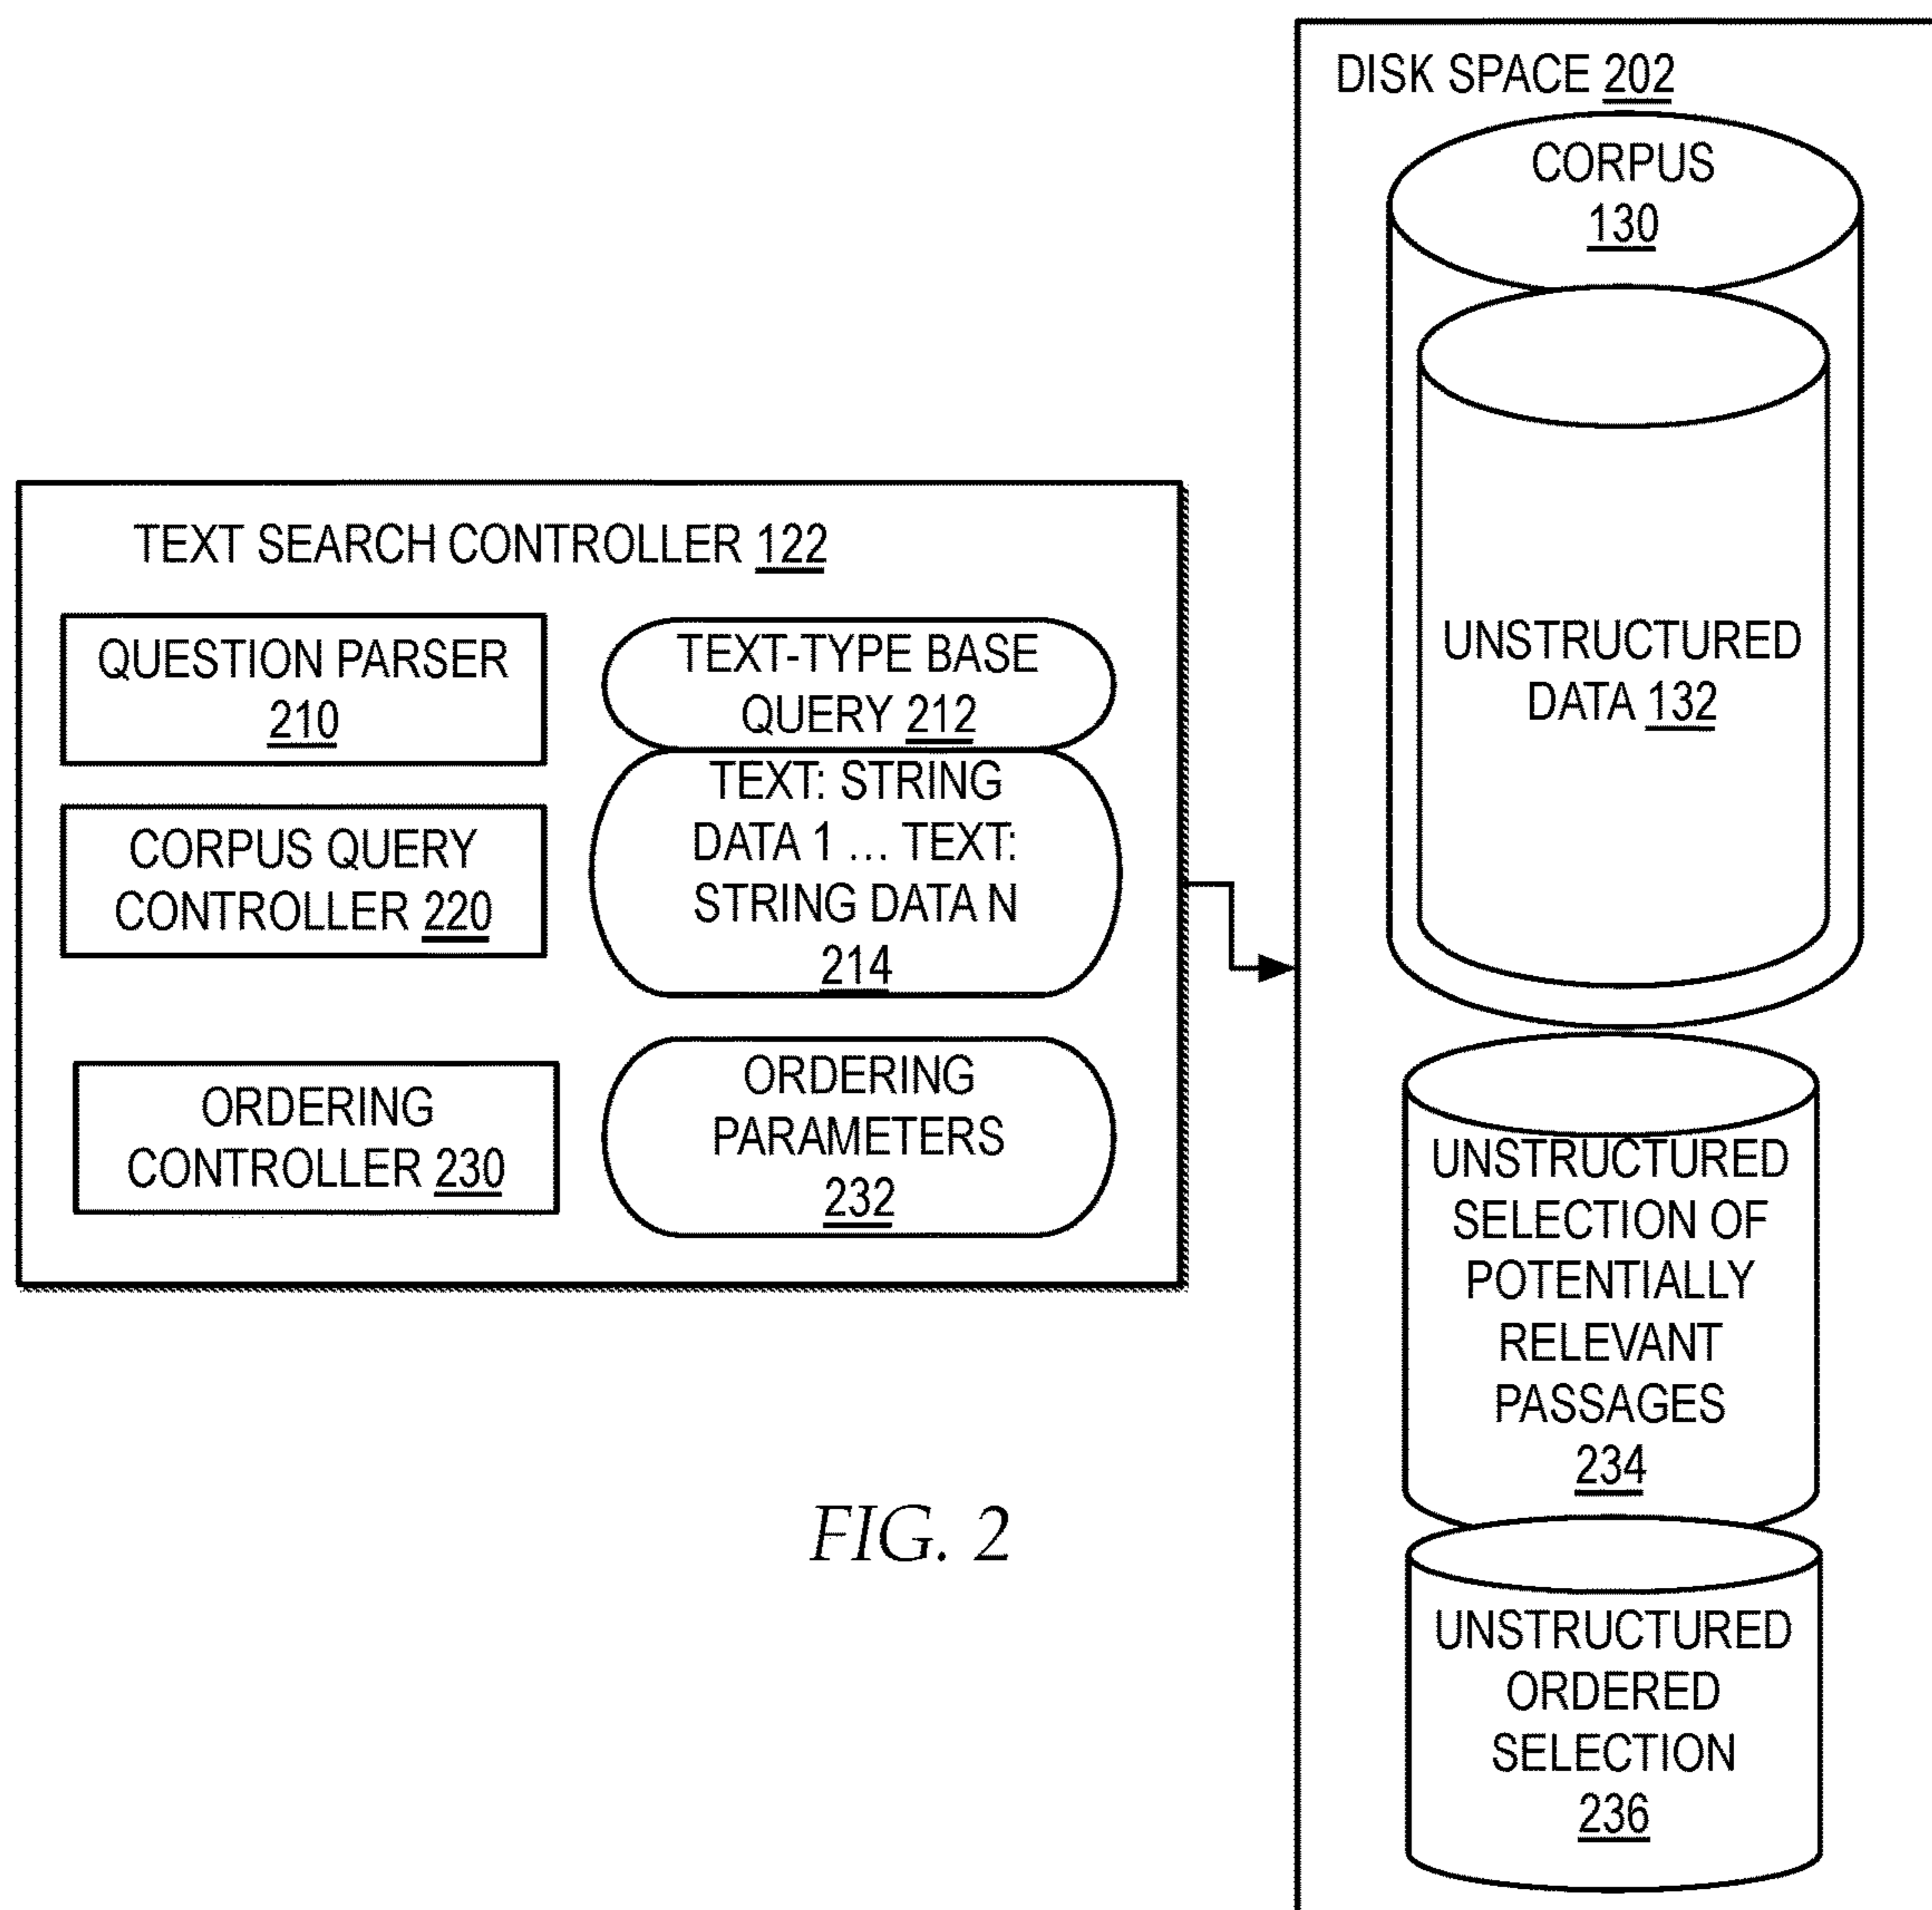 TEXT SEARCH CONTROLLER 122
QUESTION PARSER
210
TEXT-TYPE BASE
QUERY 212
CORPUS QUERY
CONTROLLER 220
TEXT: STRING
DATA 1 ... TEXT:
STRING DATA N
214
ORDERING
CONTROLLER 230
ORDERING
PARAMETERS
232
DISK SPACE 202
CORPUS
130
UNSTRUCTURED
DATA 132
UNSTRUCTURED
SELECTION OF
POTENTIALLY
RELEVANT
PASSAGES
234
UNSTRUCTURED
ORDERED
SELECTION
236
FIG. 2